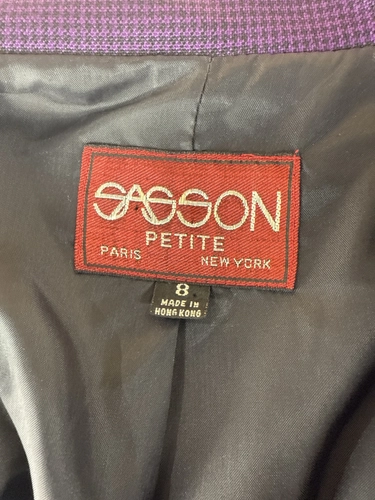 SASSON
PETITE
PARIS NEW YORK
8
MADE IN
HONG KONG